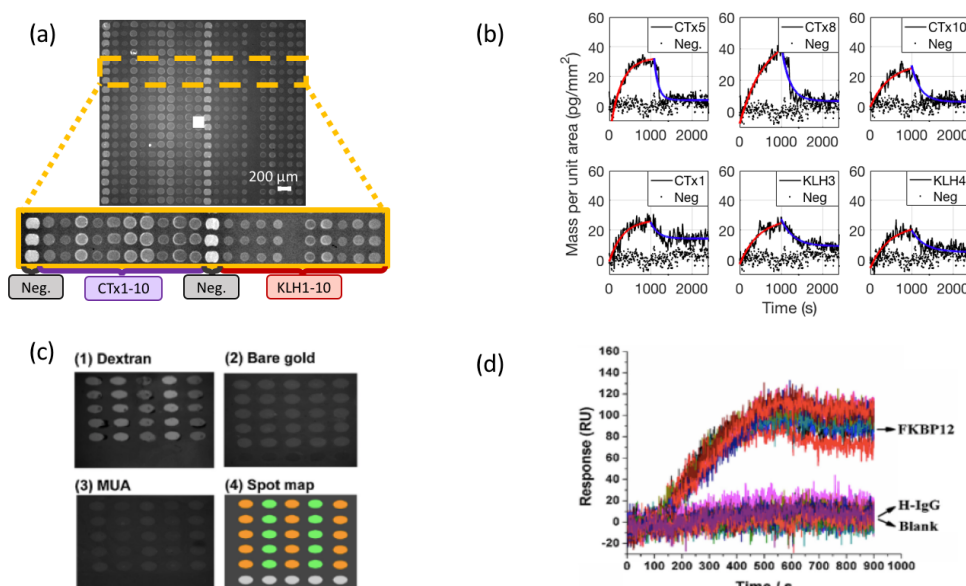 (a)
200 µm
Neg.
CTx1-10
Neg.
KLH1-10
(b)
Mass per unit area (pg/mm²)
60
40
20
0
CTx5
Neg.
0 1000 2000
60
40
20
0
CTx8
Neg
0 1000 2000
60
40
20
0
CTx10
Neg
0 1000 2000
60
40
20
0
CTx1
Neg
0 1000 2000
60
40
20
0
KLH3
Neg
0 1000 2000
60
40
20
0
KLH4
Neg
0 1000 2000
Time (s)
(c)
(1) Dextran
(2) Bare gold
(3) MUA
(4) Spot map
(d)
Response (RU)
160
140
120
100
80
60
40
20
0
-20
FKBP12
H-IgG
Blank
0 100 200 300 400 500 600 700 800 900 1000
Time / s